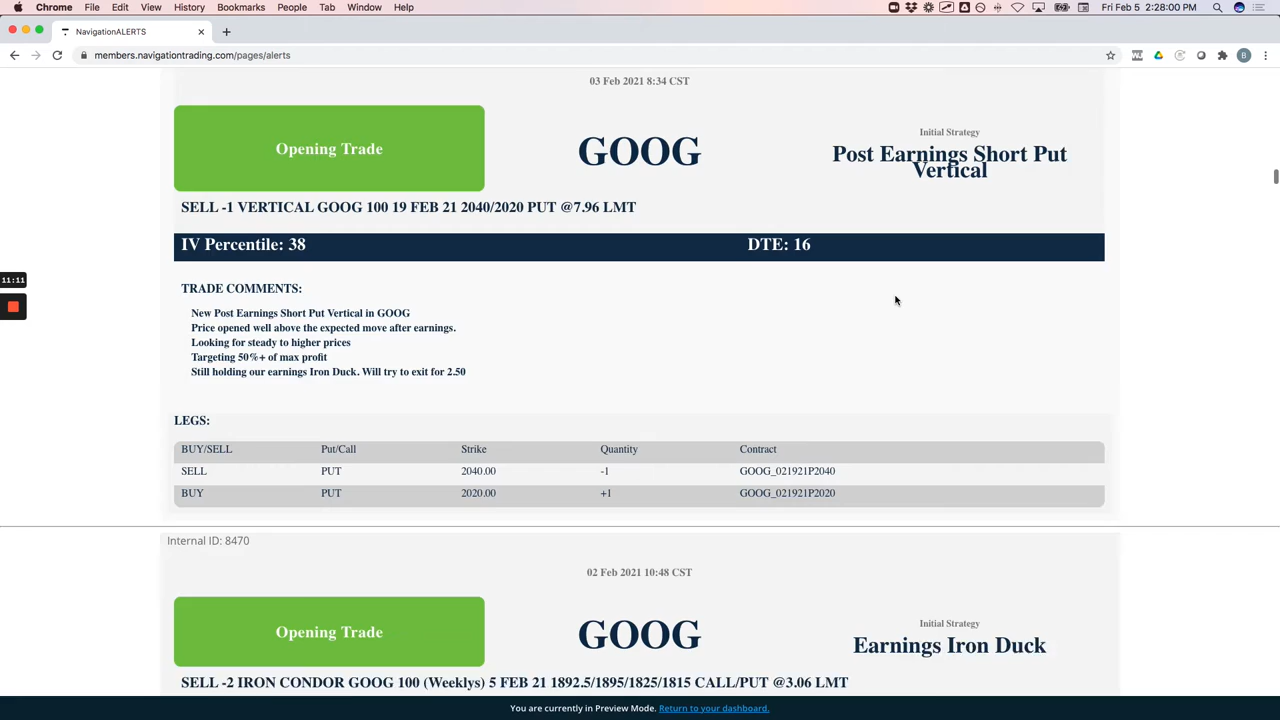 Chrome File Edit View History Bookmarks People Tab Window Help Fri Feb 5 2:28:00 PM
NavigationALERTS
members.navigationtrading.com/pages/alerts
B
03 Feb 2021 8:34 CST
Opening Trade
GOOG
Initial Strategy
Post Earnings Short Put
Vertical
SELL -1 VERTICAL GOOG 100 19 FEB 21 2040/2020 PUT @7.96 LMT
IV Percentile: 38 DTE: 16
11:11
TRADE COMMENTS:
New Post Earnings Short Put Vertical in GOOG
Price opened well above the expected move after earnings.
Looking for steady to higher prices
Targeting 50%+ of max profit
Still holding our earnings Iron Duck. Will try to exit for 2.50
LEGS:
BUY/SELL Put/Call Strike Quantity Contract
SELL PUT 2040.00 -1 GOOG_021921P2040
BUY PUT 2020.00 +1 GOOG_021921P2020
Internal ID: 8470
02 Feb 2021 10:48 CST
Opening Trade
GOOG
Initial Strategy
Earnings Iron Duck
SELL -2 IRON CONDOR GOOG 100 (Weeklys) 5 FEB 21 1892.5/1895/1825/1815 CALL/PUT @3.06 LMT
You are currently in Preview Mode. Return to your dashboard.